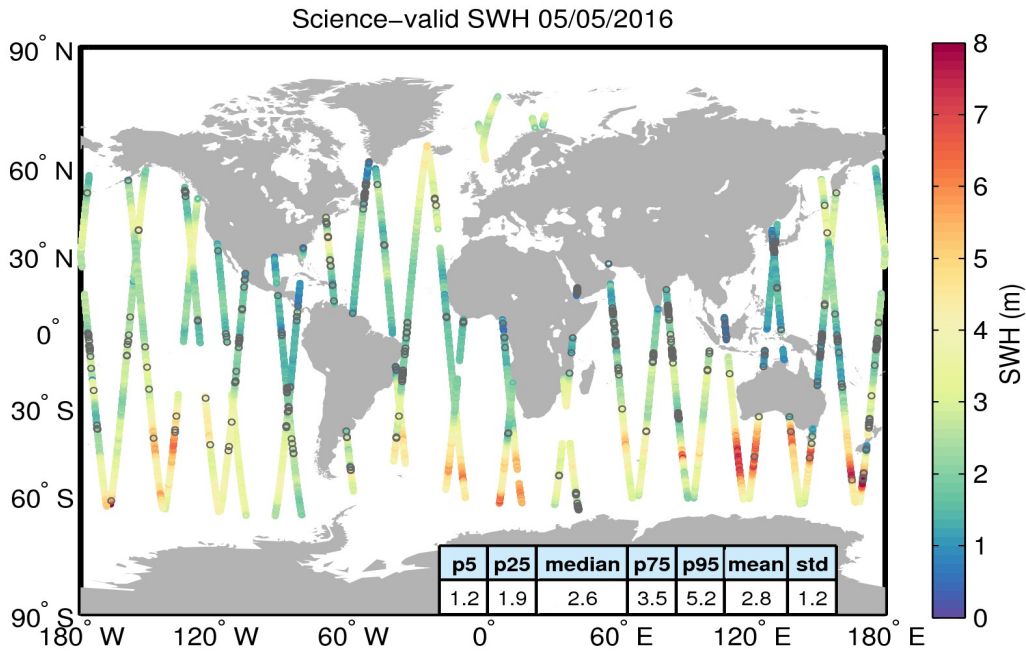 Science−valid SWH 05/05/2016
90° N
60° N
30° N
0°
30° S
60° S
90° S
180° W
120° W
60° W
0°
60° E
120° E
180° E
p5 p25 median p75 p95 mean std
1.2 1.9 2.6 3.5 5.2 2.8 1.2
8
7
6
5
4
3
2
1
0
SWH (m)